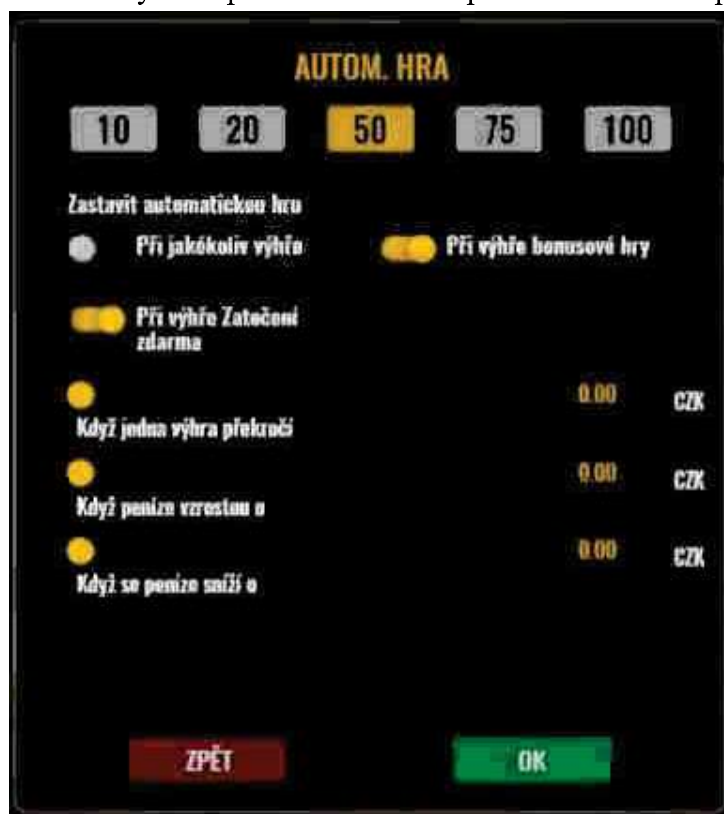 AUTOM. HRA
10 20 50 75 100
Zastavit automatickou hru
Při jakékoliv výhře Při výhře bonusové hry
Při výhře Zatočení
zdarma
0.00 CZK
Když jedna výhra překročí
0.00 CZK
Když peníze vzrostou o
0.00 CZK
Když se peníze sníží o
ZPĚT OK